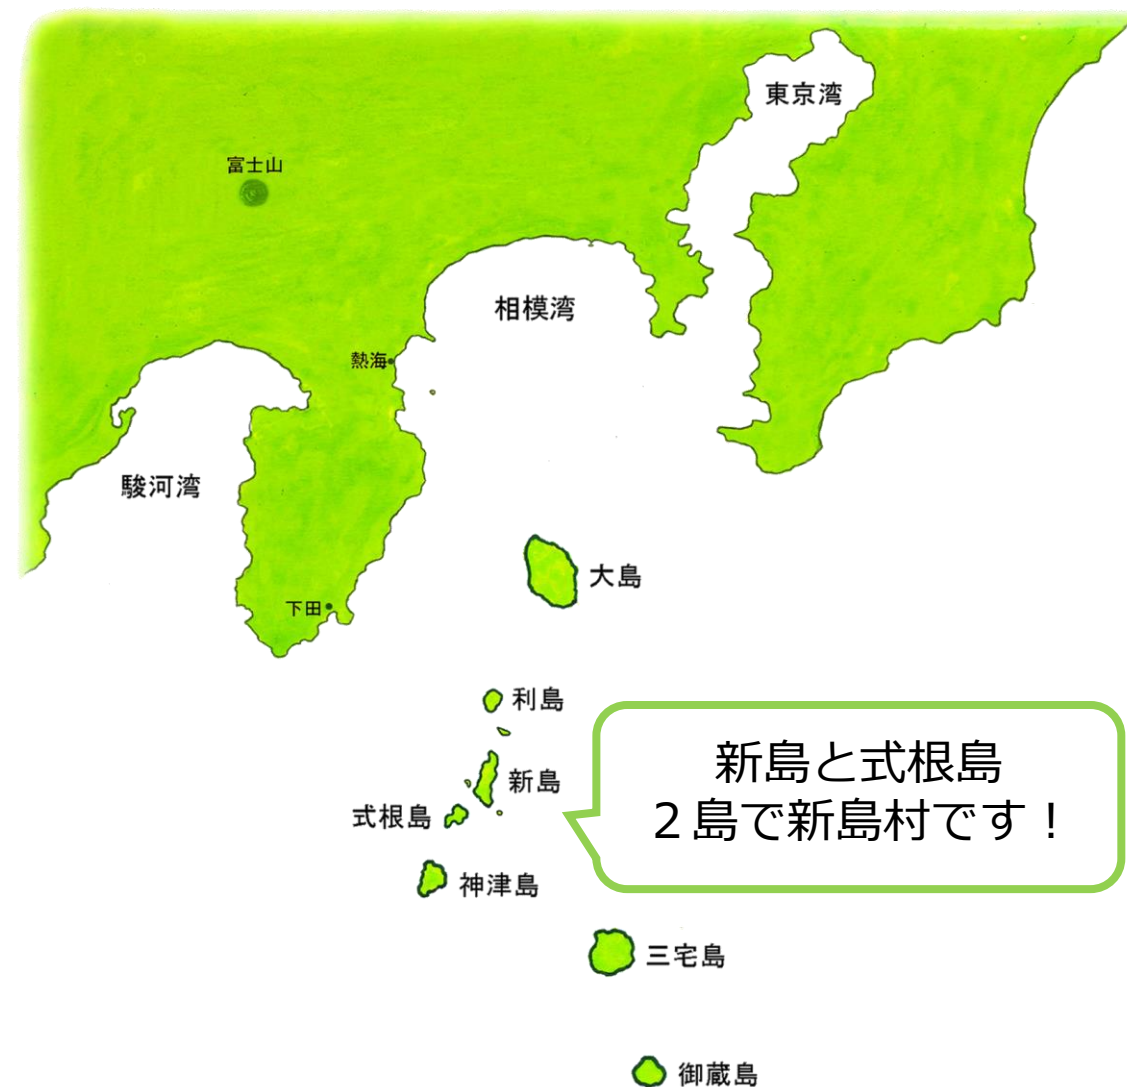 東京湾
富士山
相模湾
熱海
駿河湾
大島
下田
利島
新島と式根島
２島で新島村です！
新島
式根島
神津島
三宅島
御蔵島